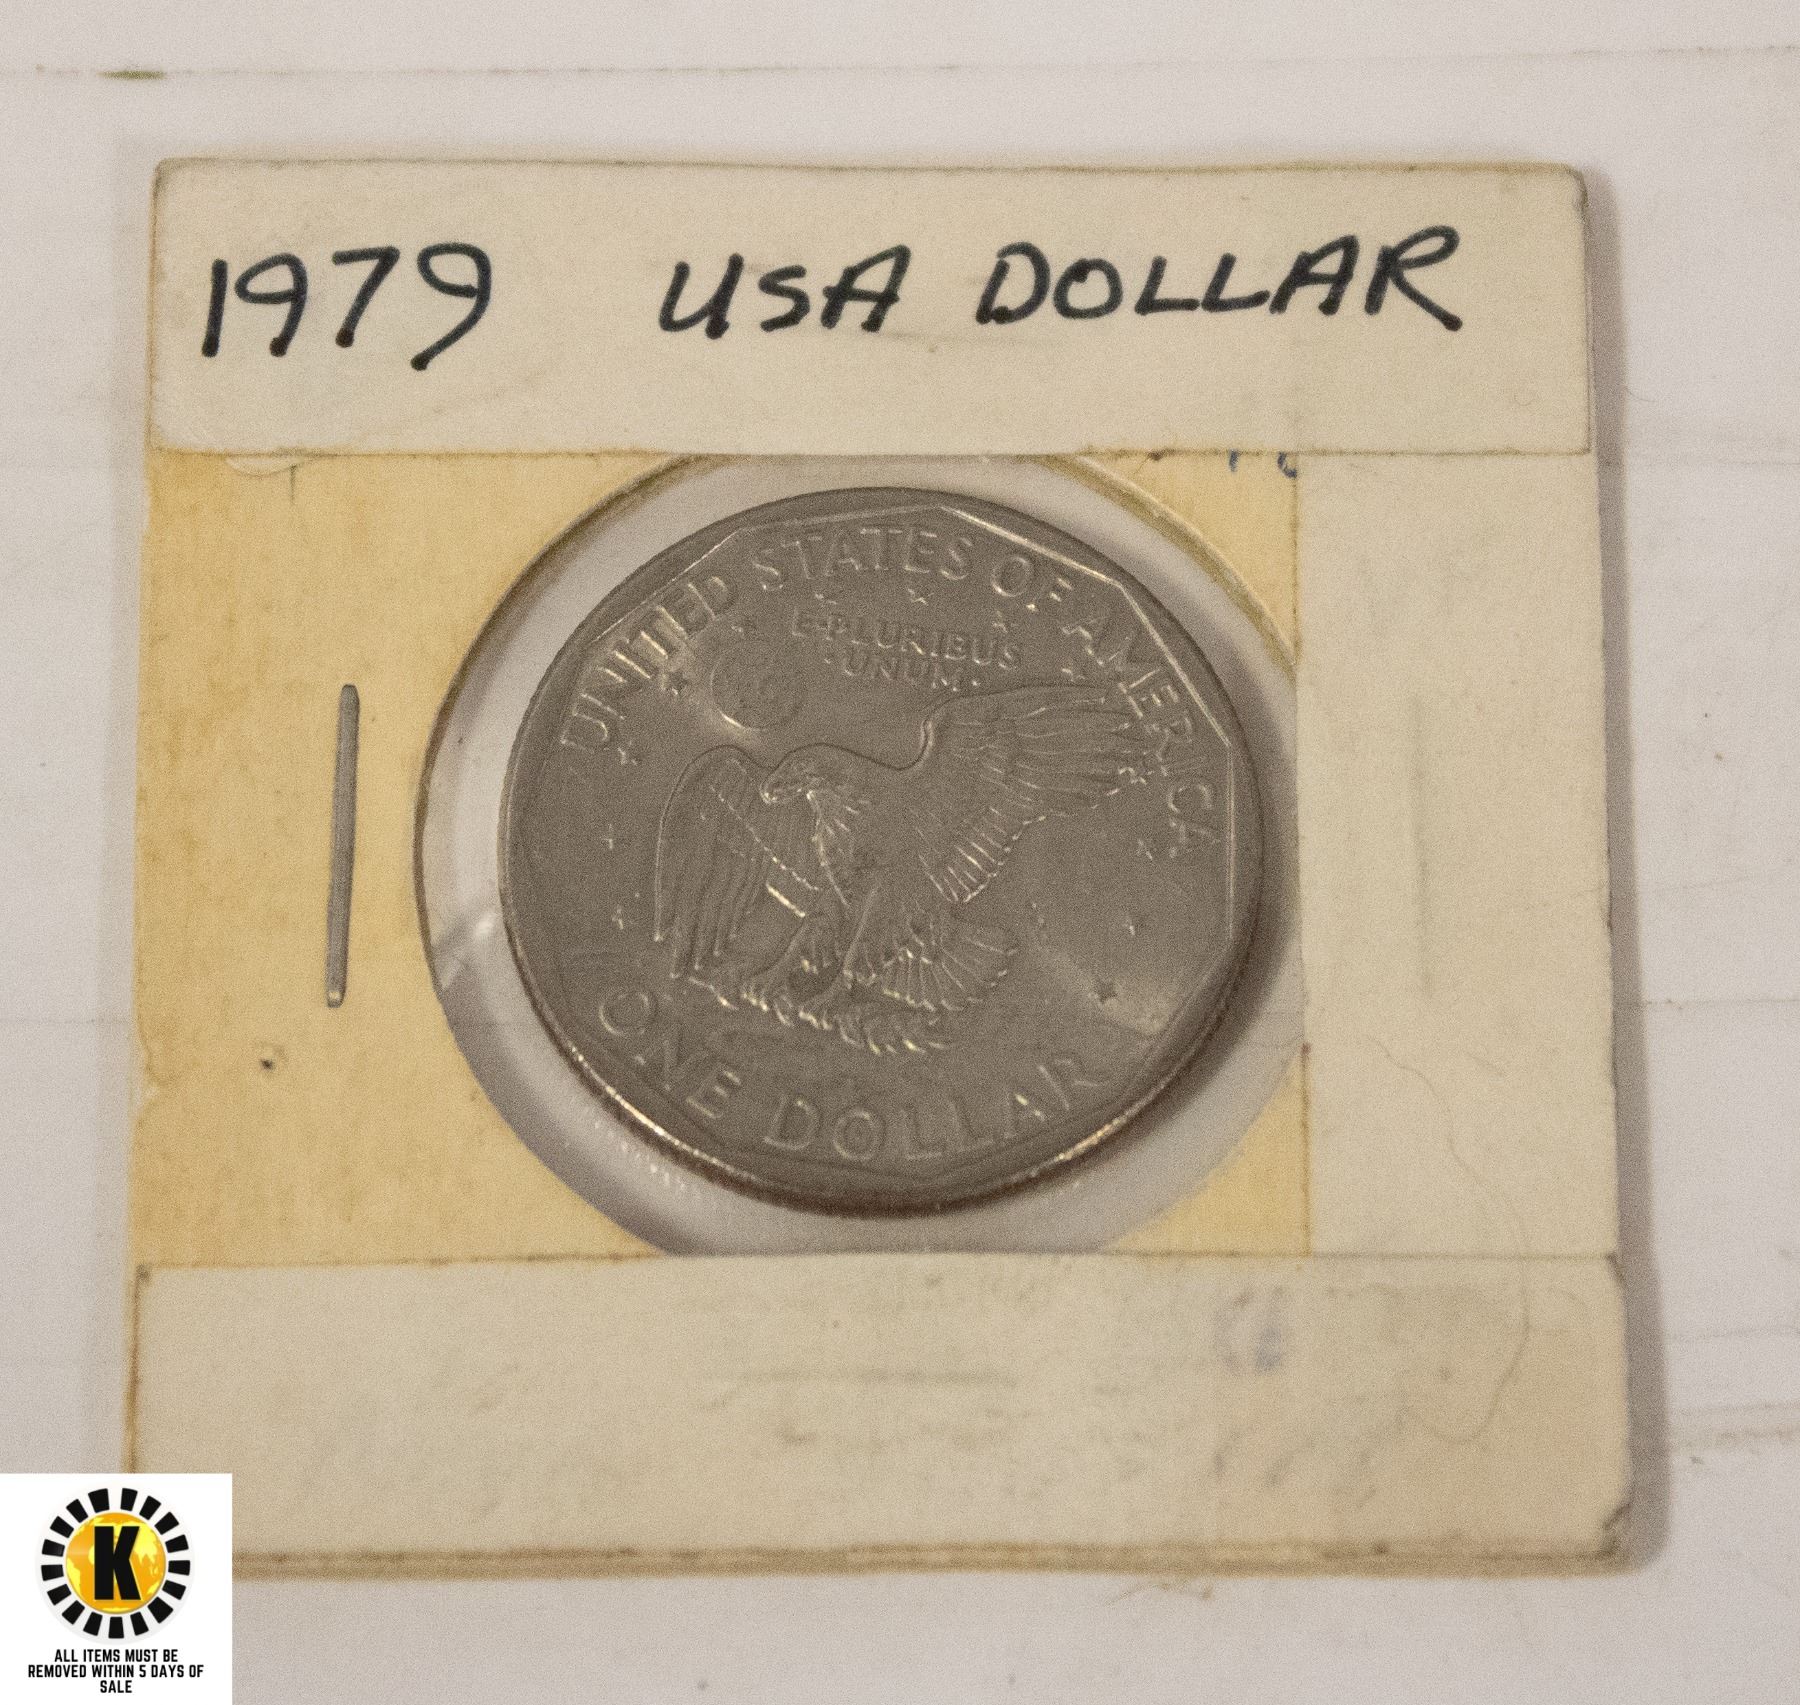 1979 USA DOLLAR
UNITED STATES OF AMERICA
E·PLURIBUS
·UNUM·
ONE DOLLAR
K
ALL ITEMS MUST BE
REMOVED WITHIN 5 DAYS OF
SALE